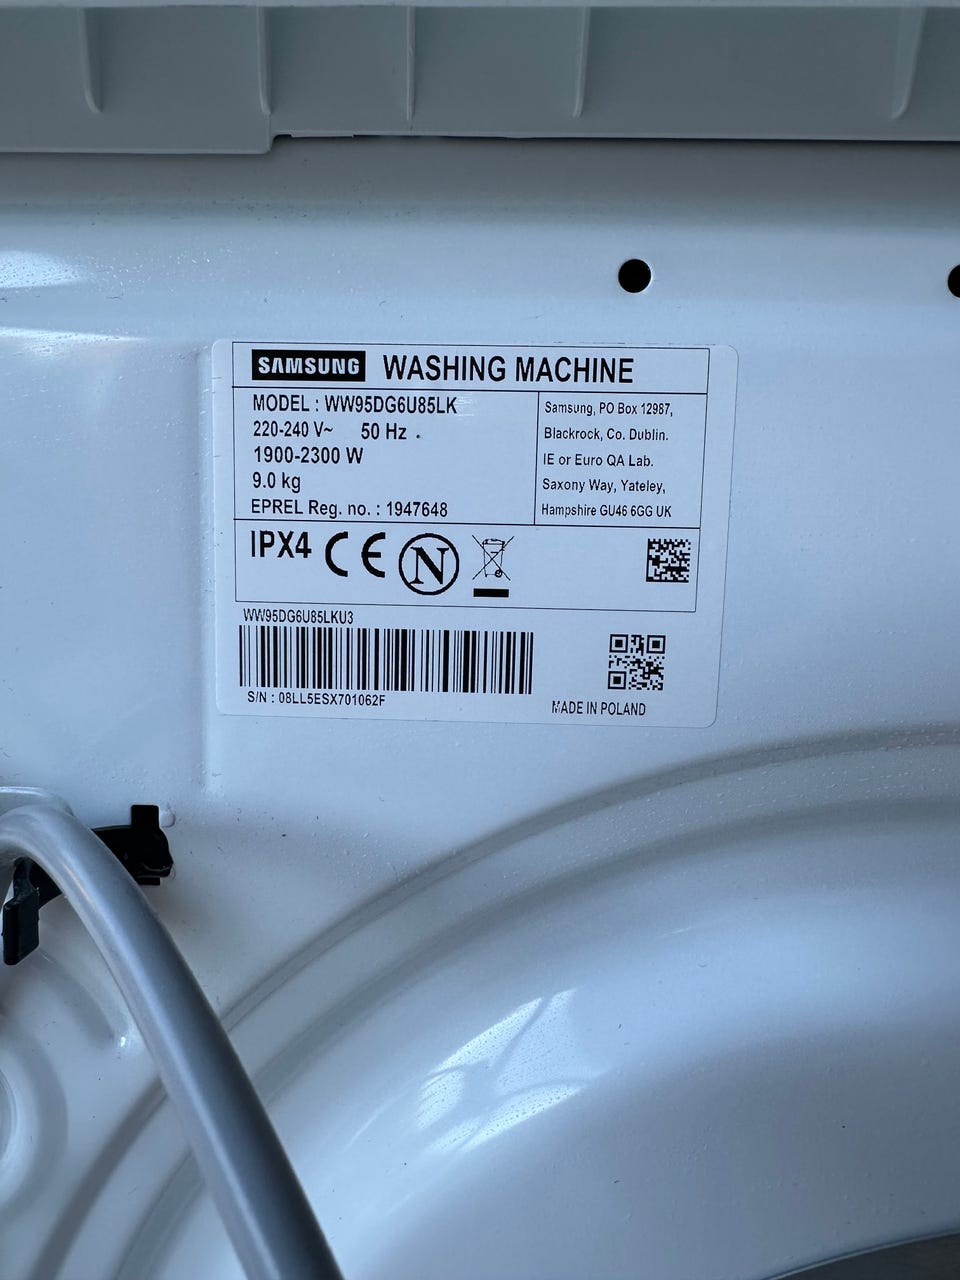 SAMSUNG WASHING MACHINE
MODEL : WW95DG6U85LK
220-240 V~ 50 Hz .
1900-2300 W
9.0 kg
EPREL Reg. no. : 1947648
Samsung, PO Box 12987,
Blackrock, Co. Dublin.
IE or Euro QA Lab.
Saxony Way, Yateley,
Hampshire GU46 6GG UK
IPX4 CE N
WW95DG6U85LKU3
S/N : 08LL5ESX701062F
MADE IN POLAND